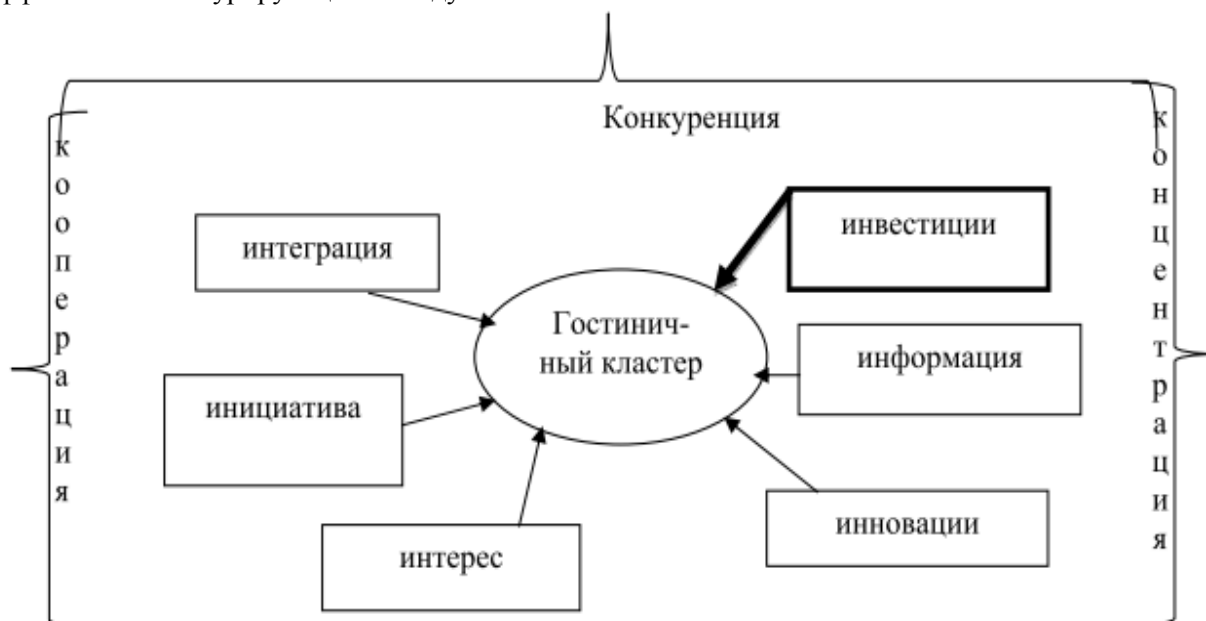 Конкуренция
кооперация
концентрация
интеграция
инвестиции
Гостинич-
ный кластер
информация
инициатива
интерес
инновации